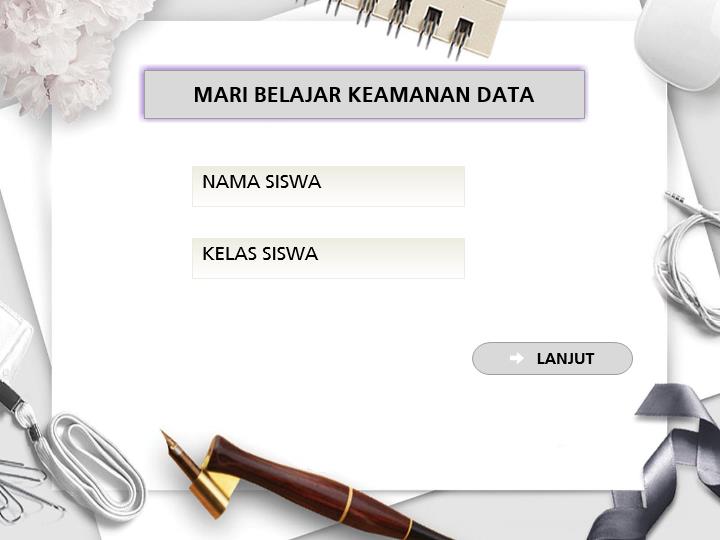 MARI BELAJAR KEAMANAN DATA
NAMA SISWA
KELAS SISWA
LANJUT